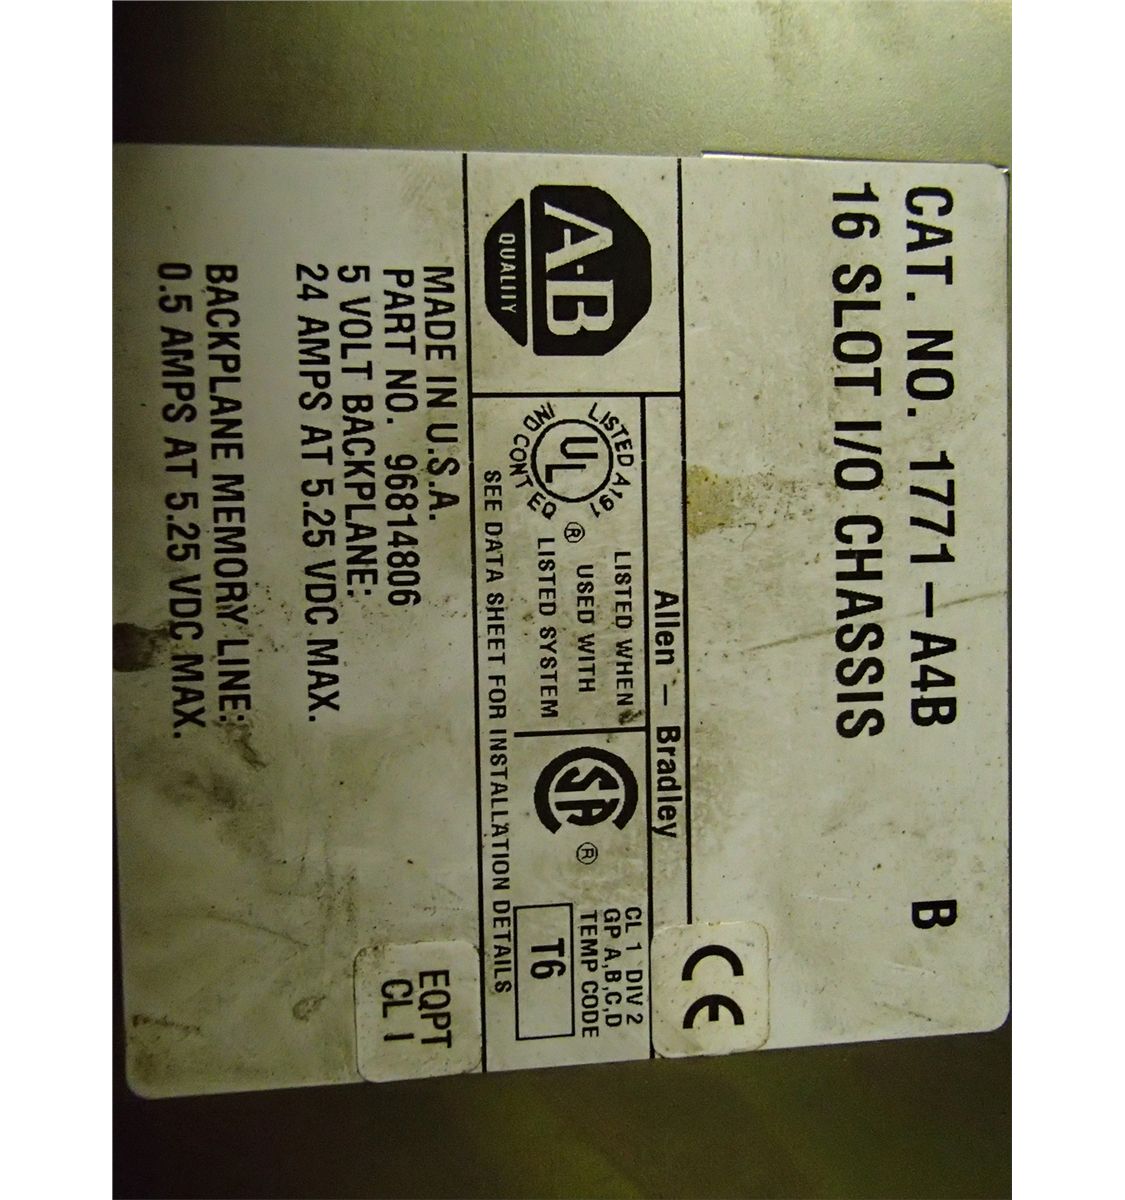 CAT. NO. 1771-A4B B
16 SLOT I/O CHASSIS
A-B
QUALITY
Allen - Bradley
LISTED A197
IND CONT EQ
UL ®
LISTED WHEN
USED WITH
LISTED SYSTEM
SA ®
CL 1 DIV 2
GP A,B,C,D
TEMP CODE
T6
CE
SEE DATA SHEET FOR INSTALLATION DETAILS
MADE IN U.S.A.
PART NO. 96814806
5 VOLT BACKPLANE:
24 AMPS AT 5.25 VDC MAX.
BACKPLANE MEMORY LINE:
0.5 AMPS AT 5.25 VDC MAX.
EQPT
CL I